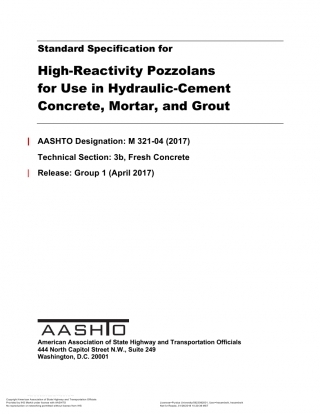 Standard Specification for
High-Reactivity Pozzolans
for Use in Hydraulic-Cement
Concrete, Mortar, and Grout
AASHTO Designation: M 321-04 (2017)
Technical Section: 3b, Fresh Concrete
Release: Group 1 (April 2017)
AASHTO
American Association of State Highway and Transportation Officials
444 North Capitol Street N.W., Suite 249
Washington, D.C. 20001